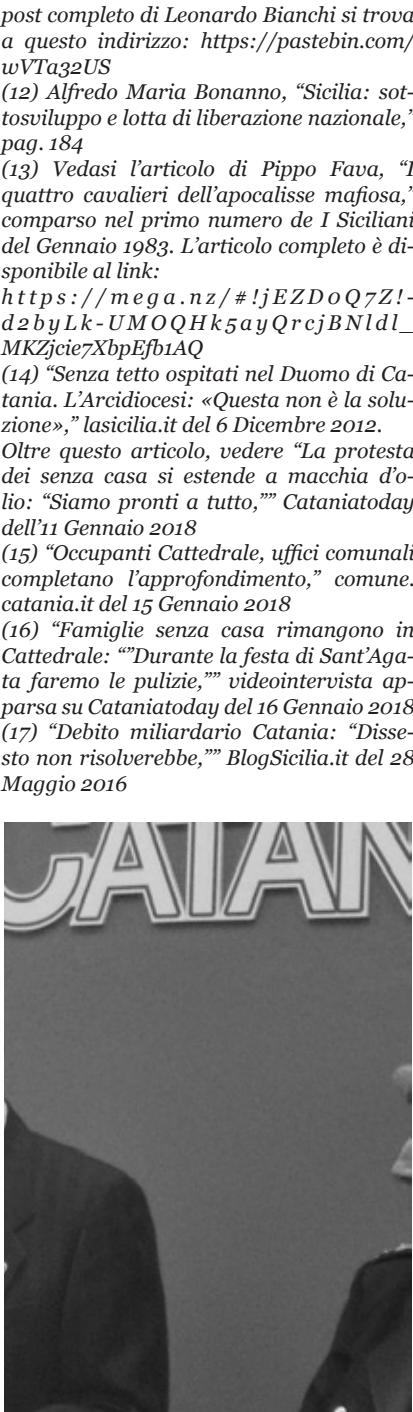 post completo di Leonardo Bianchi si trova
a questo indirizzo: https://pastebin.com/
wVTa32US
(12) Alfredo Maria Bonanno, “Sicilia: sot-
tosviluppo e lotta di liberazione nazionale,”
pag. 184
(13) Vedasi l’articolo di Pippo Fava, “I
quattro cavalieri dell’apocalisse mafiosa,”
comparso nel primo numero de I Siciliani
del Gennaio 1983. L’articolo completo è di-
sponibile al link:
https://mega.nz/#!jEZD0Q7Z!-
d2byLk-UMOQHk5ayQrcjBNldl_
MKZjcie7XbpEfb1AQ
(14) “Senza tetto ospitati nel Duomo di Ca-
tania. L’Arcidiocesi: «Questa non è la solu-
zione»,” lasicilia.it del 6 Dicembre 2012.
Oltre questo articolo, vedere “La protesta
dei senza casa si estende a macchia d’o-
lio: “Siamo pronti a tutto,”” Cataniatoday
dell’11 Gennaio 2018
(15) “Occupanti Cattedrale, uffici comunali
completano l’approfondimento,” comune.
catania.it del 15 Gennaio 2018
(16) “Famiglie senza casa rimangono in
Cattedrale: “”Durante la festa di Sant’Aga-
ta faremo le pulizie,”” videointervista ap-
parsa su Cataniatoday del 16 Gennaio 2018
(17) “Debito miliardario Catania: “Disse-
sto non risolverebbe,”” BlogSicilia.it del 28
Maggio 2016
CATAN